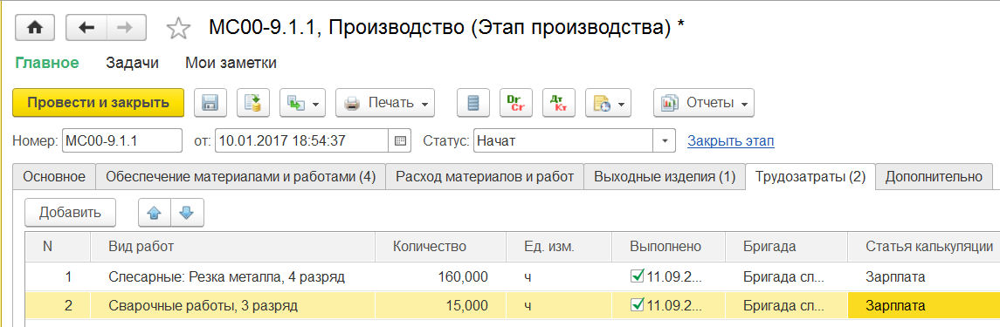 МС00-9.1.1, Производство (Этап производства) *
Главное Задачи Мои заметки
Провести и закрыть Dr Cr Дт Кт Печать Отчеты
Номер: МС00-9.1.1 от: 10.01.2017 18:54:37 Статус: Начат Закрыть этап
Основное Обеспечение материалами и работами (4) Расход материалов и работ Выходные изделия (1) Трудозатраты (2) Дополнительно
Добавить
N Вид работ Количество Ед. изм. Выполнено Бригада Статья калькуляции
1 Слесарные: Резка металла, 4 разряд 160,000 ч 11.09.2... Бригада сл... Зарплата
2 Сварочные работы, 3 разряд 15,000 ч 11.09.2... Бригада сл... Зарплата